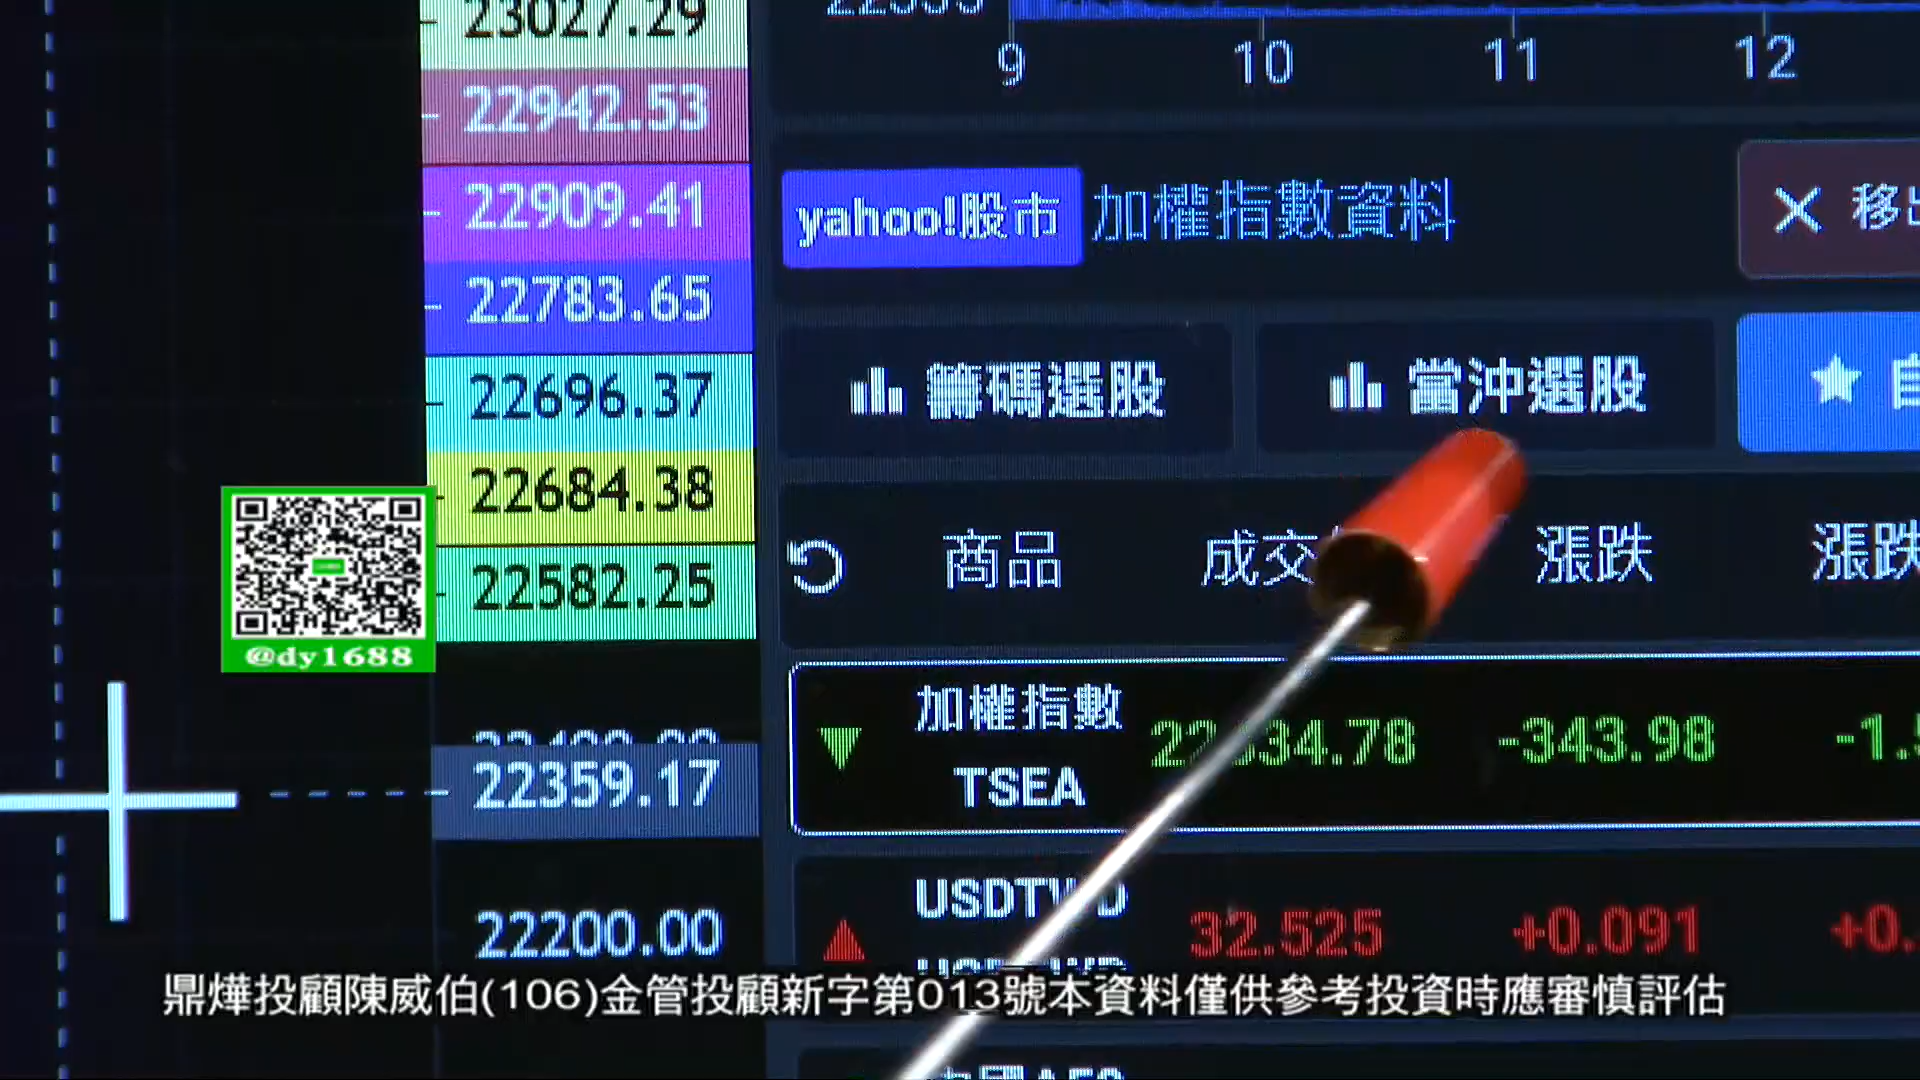 23027.29
22942.53
22909.41
22783.65
22696.37
22684.38
22582.25
22359.17
22200.00
9 10 11 12
yahoo!股市 加權指數資料
籌碼選股 當沖選股
商品 成交 漲跌 漲跌
加權指數
TSEA
-343.98
32.525 +0.091
@dy1688
鼎燁投顧陳威伯(106)金管投顧新字第013號本資料僅供參考投資時應審慎評估